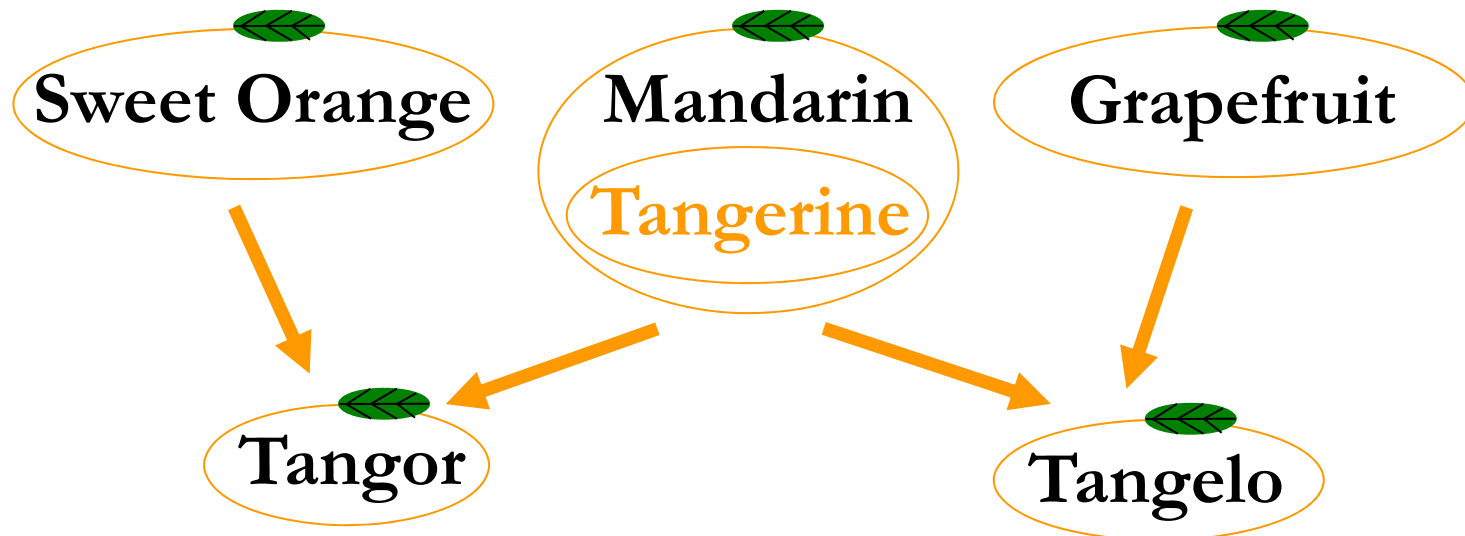 Sweet Orange
Mandarin
Grapefruit
Tangerine
Tangor
Tangelo